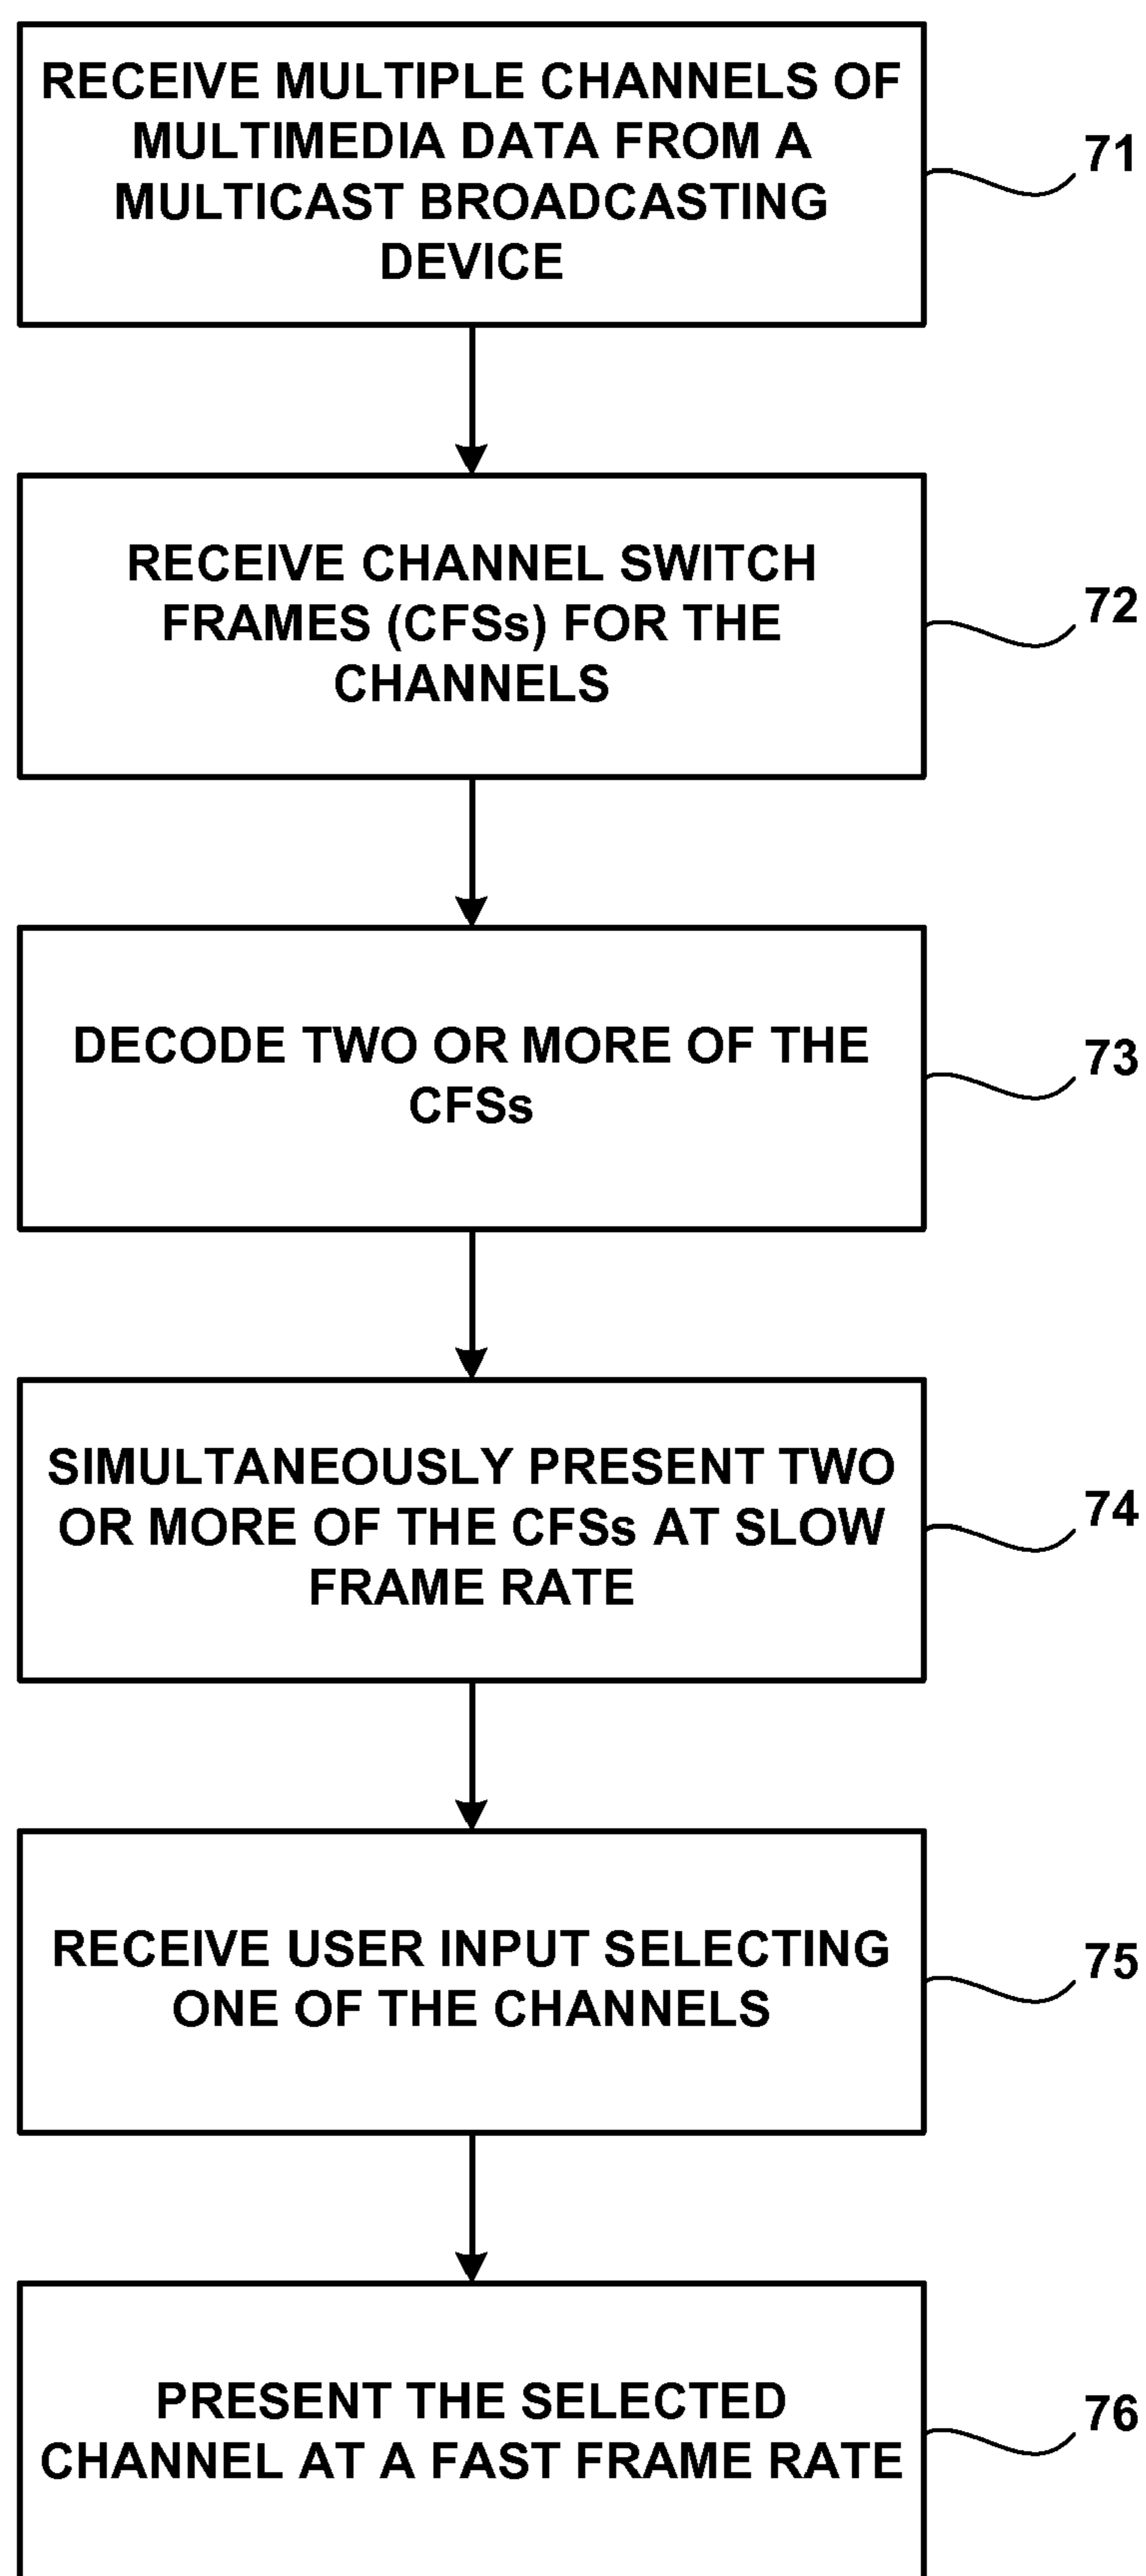 RECEIVE MULTIPLE CHANNELS OF
MULTIMEDIA DATA FROM A
MULTICAST BROADCASTING
DEVICE
71
RECEIVE CHANNEL SWITCH
FRAMES (CFSs) FOR THE
CHANNELS
72
DECODE TWO OR MORE OF THE
CFSs
73
SIMULTANEOUSLY PRESENT TWO
OR MORE OF THE CFSs AT SLOW
FRAME RATE
74
RECEIVE USER INPUT SELECTING
ONE OF THE CHANNELS
75
PRESENT THE SELECTED
CHANNEL AT A FAST FRAME RATE
76